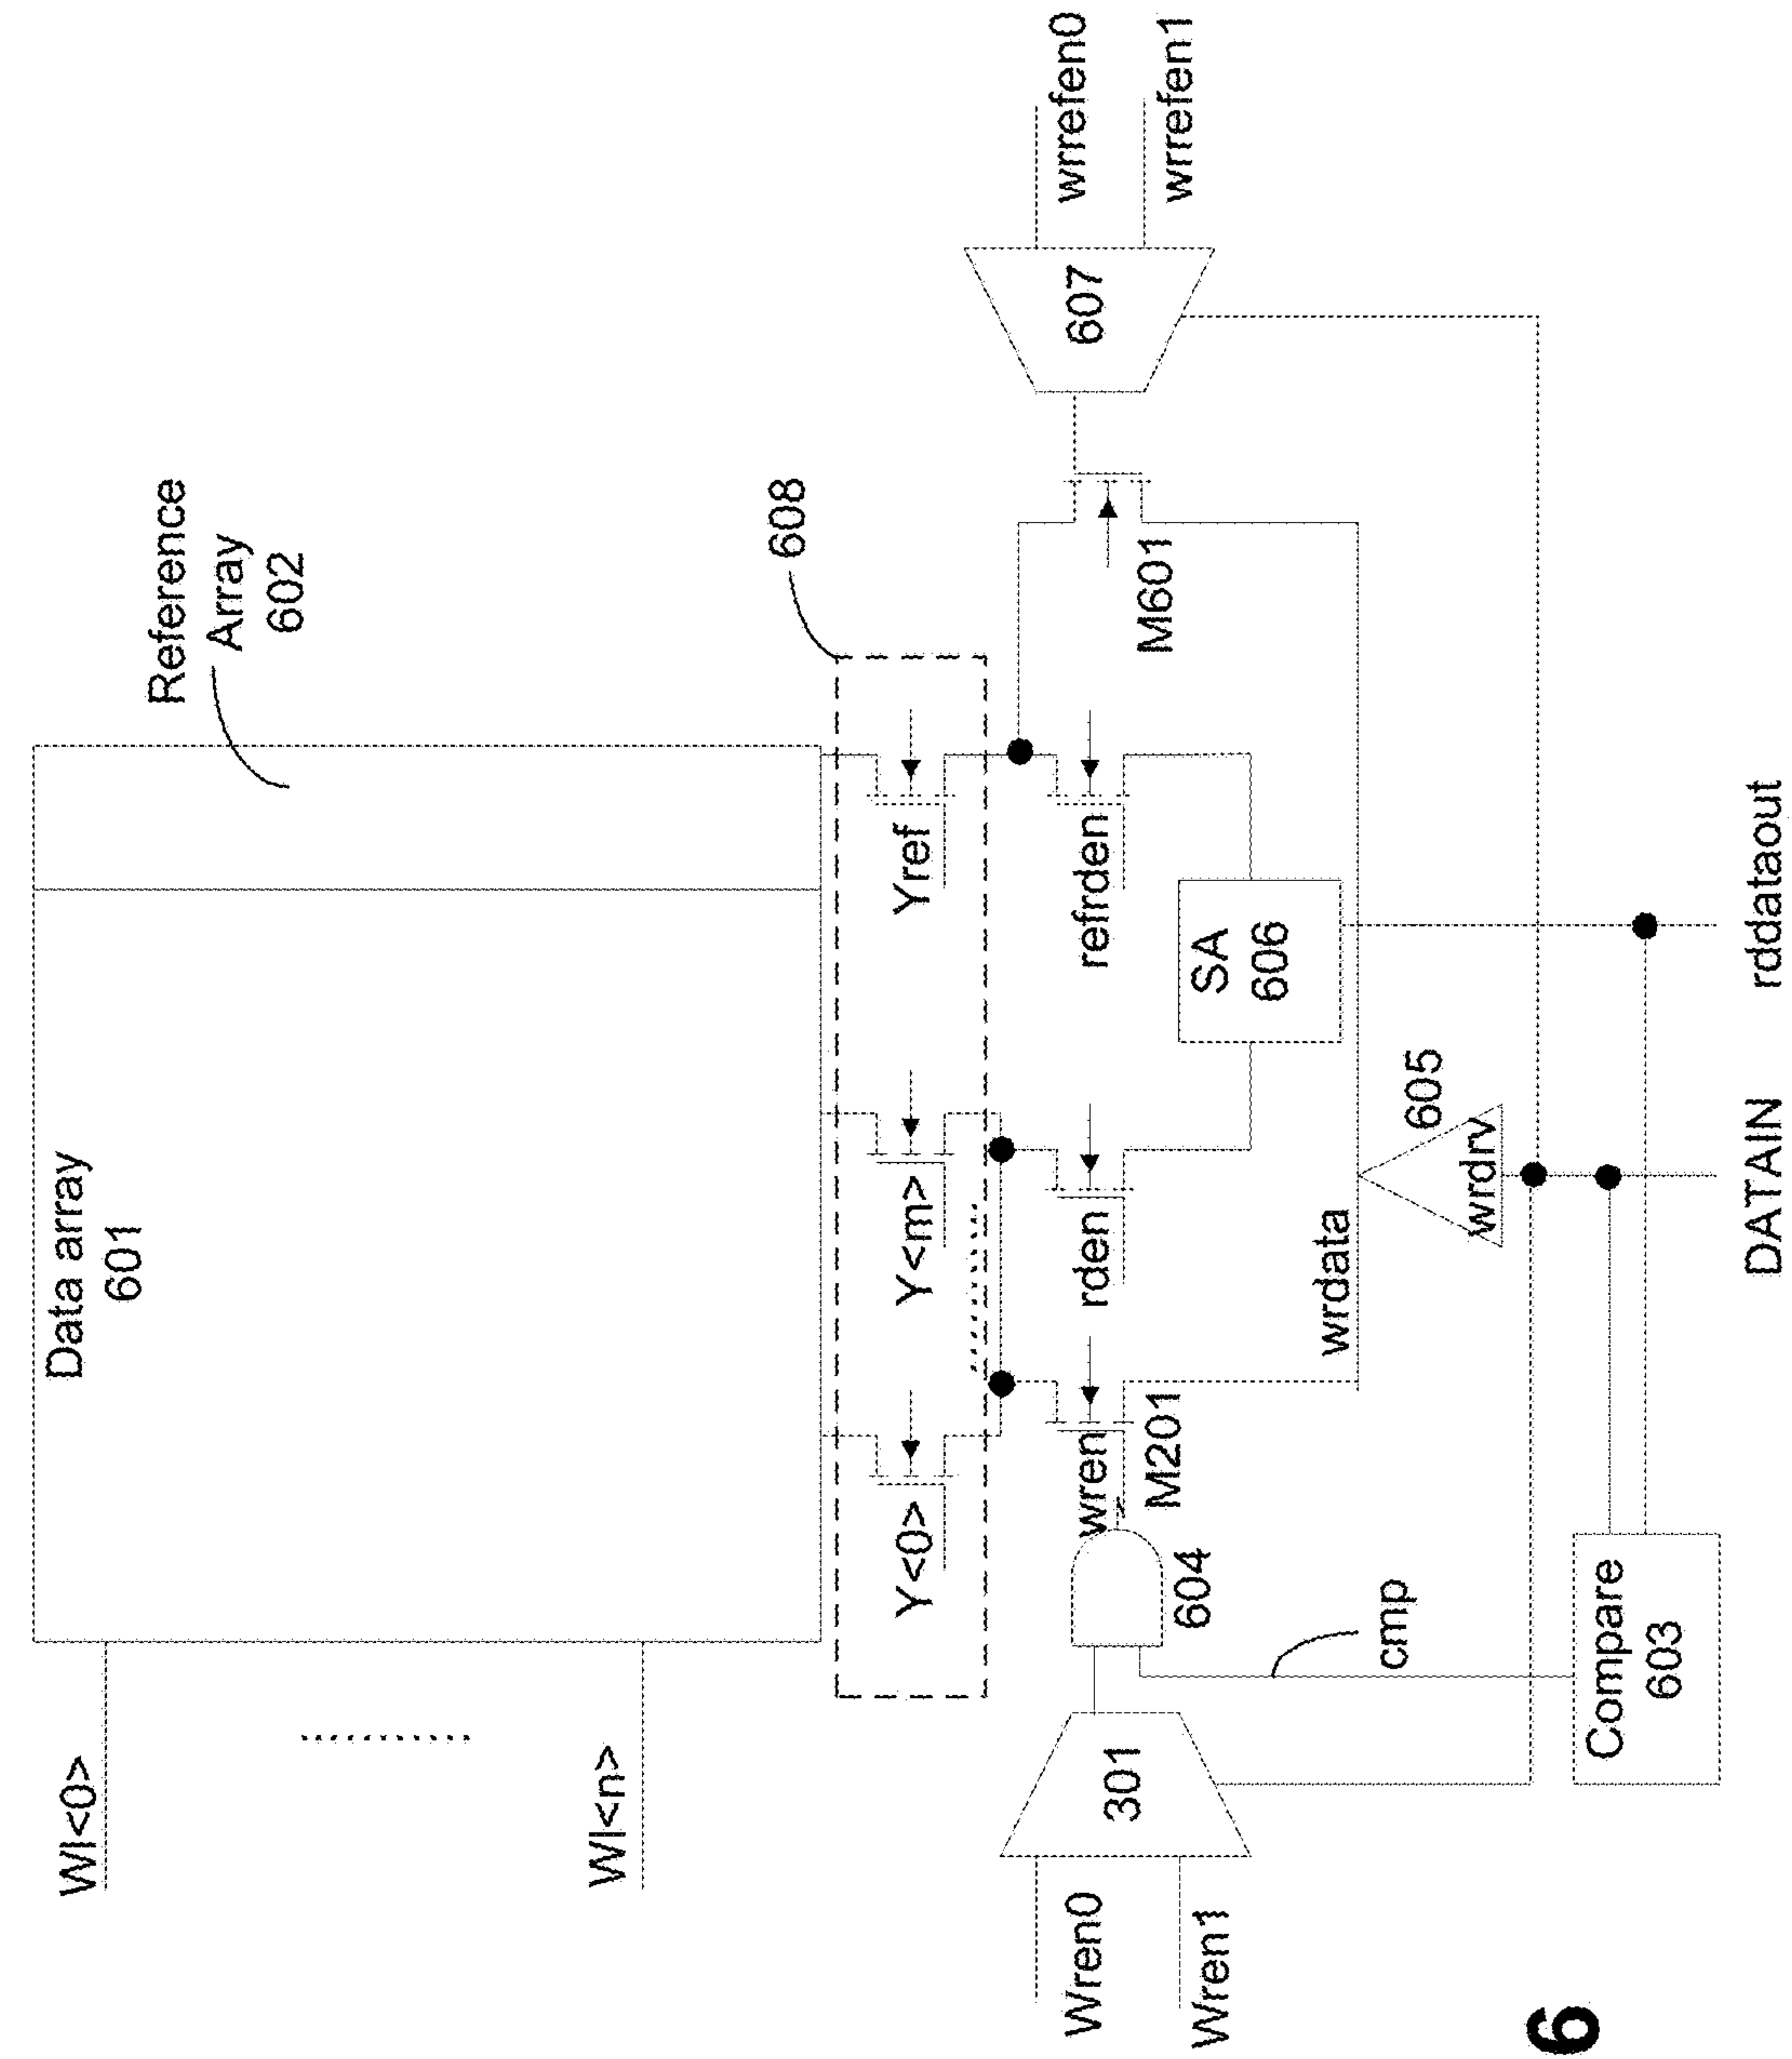 Data array
601
Reference
Array
602
Wl<0>
Wl<n>
608
Y<0>
Y<m>
Yref
Wren0
Wren1
301
604
wren
M201
rden
refrden
SA
606
M601
607
wrrefen0
wrrefen1
wrdata
605
wrdrv
cmp
Compare
603
DATAIN
rddataout
6